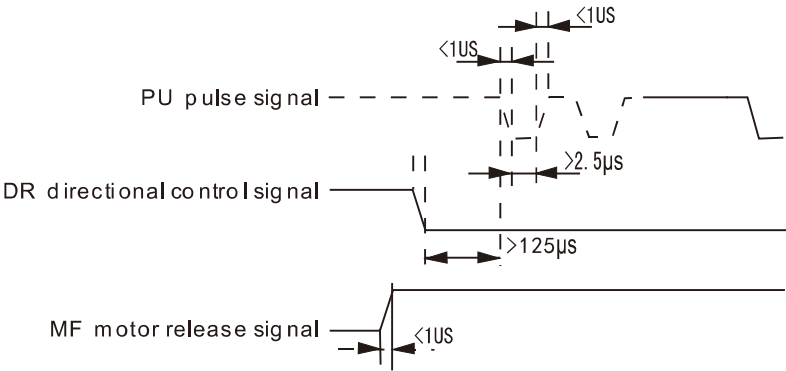 <1US
<1US
PU pulse signal
>2.5μs
DR directional control signal
>125μs
MF motor release signal
<1US